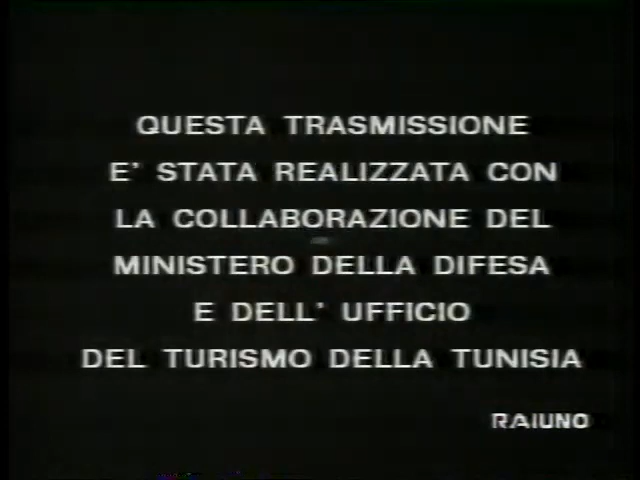 QUESTA TRASMISSIONE
E' STATA REALIZZATA CON
LA COLLABORAZIONE DEL
MINISTERO DELLA DIFESA
E DELL' UFFICIO
DEL TURISMO DELLA TUNISIA
RAIUNO